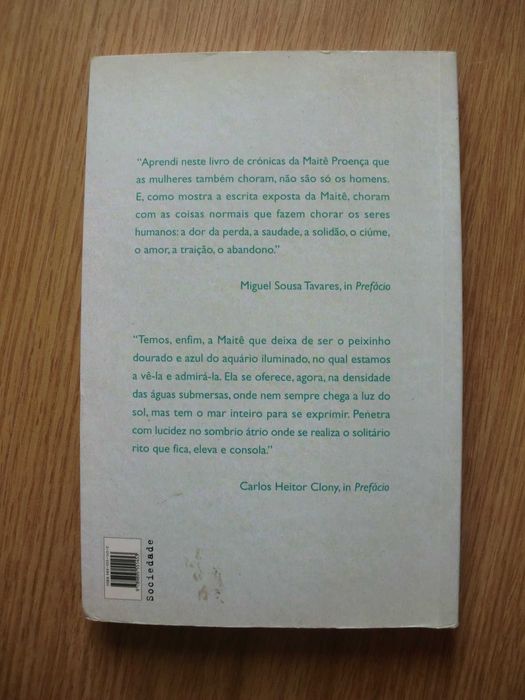 “Aprendi neste livro de crónicas da Maitê Proença que
as mulheres também choram, não são só os homens.
E, como mostra a escrita exposta da Maitê, choram
com as coisas normais que fazem chorar os seres
humanos: a dor da perda, a saudade, a solidão, o ciúme,
o amor, a traição, o abandono.”
Miguel Sousa Tavares, in Prefácio
“Temos, enfim, a Maitê que deixa de ser o peixinho
dourado e azul do aquário iluminado, no qual estamos
a vê-la e admirá-la. Ela se oferece, agora, na densidade
das águas submersas, onde nem sempre chega a luz do
sol, mas tem o mar inteiro para se exprimir. Penetra
com lucidez no sombrio átrio onde se realiza o solitário
rito que fica, eleva e consola.”
Carlos Heitor Clony, in Prefácio
Sociedade